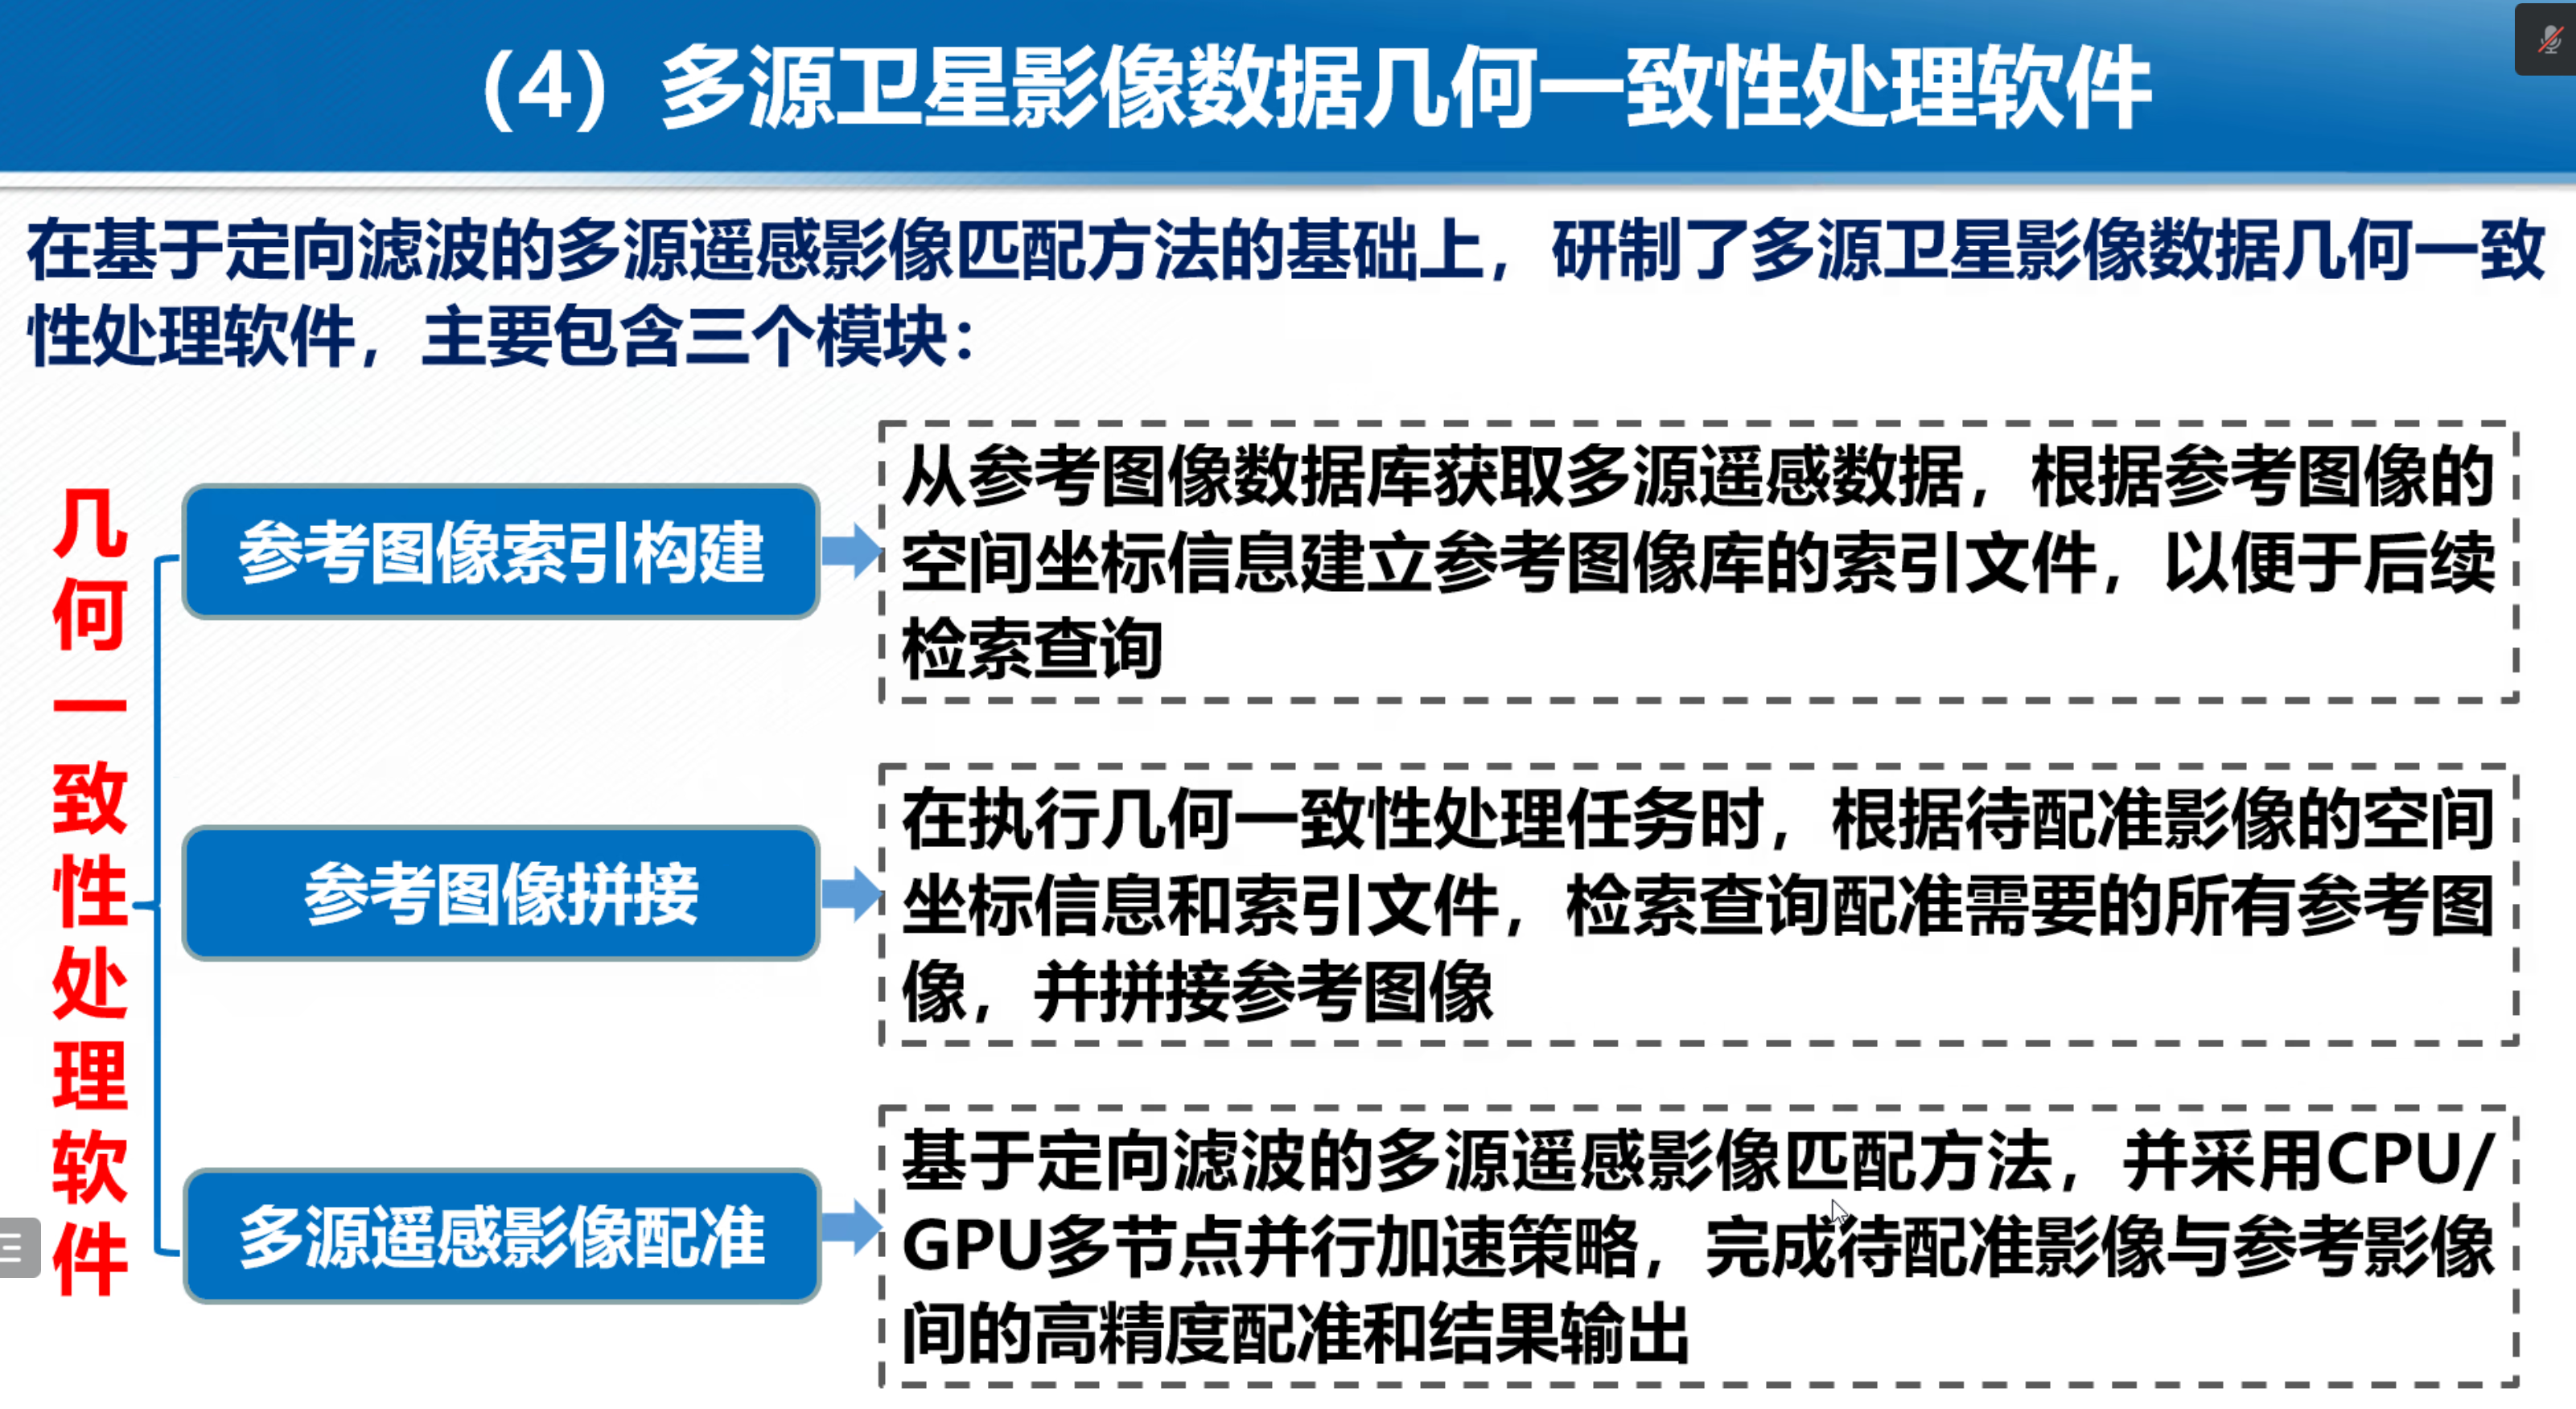 （4）多源卫星影像数据几何一致性处理软件
在基于定向滤波的多源遥感影像匹配方法的基础上，研制了多源卫星影像数据几何一致
性处理软件，主要包含三个模块：
几何一致性处理软件
参考图像索引构建
从参考图像数据库获取多源遥感数据，根据参考图像的
空间坐标信息建立参考图像库的索引文件，以便于后续
检索查询
参考图像拼接
在执行几何一致性处理任务时，根据待配准影像的空间
坐标信息和索引文件，检索查询配准需要的所有参考图
像，并拼接参考图像
多源遥感影像配准
基于定向滤波的多源遥感影像匹配方法，并采用CPU/
GPU多节点并行加速策略，完成待配准影像与参考影像
间的高精度配准和结果输出